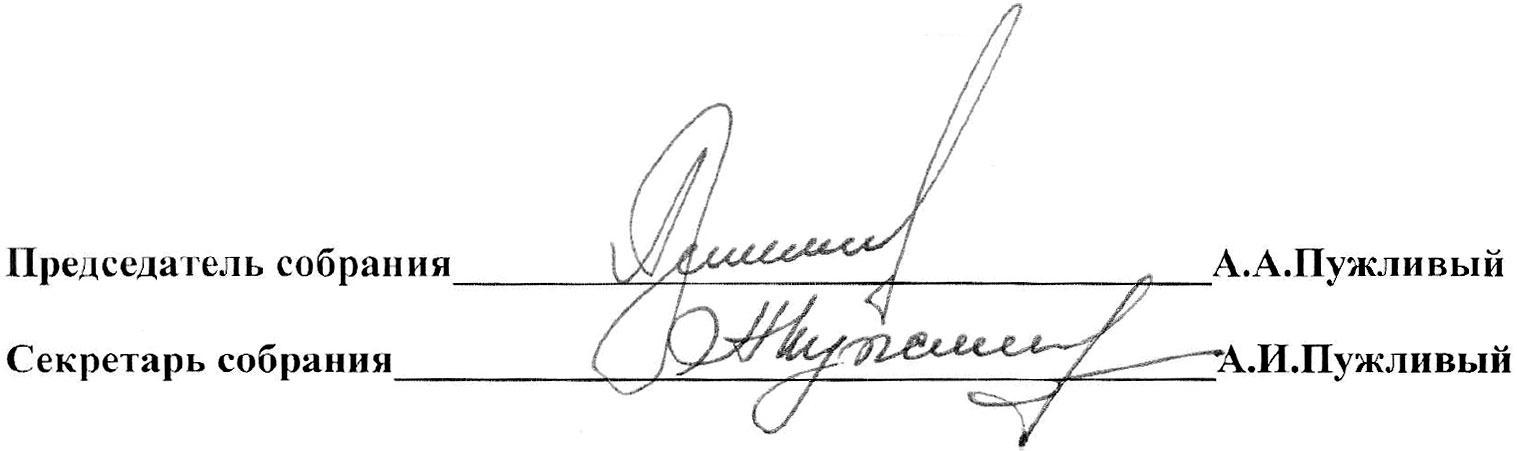 Председатель собрания А.А.Пужливый
Секретарь собрания А.И.Пужливый